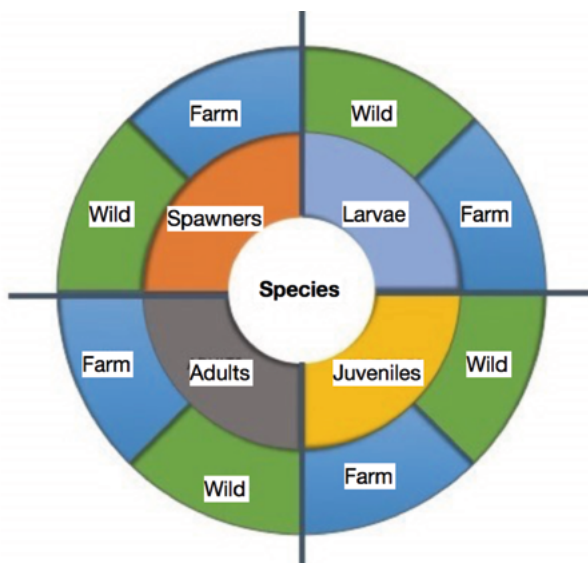 Farm
Wild
Wild
Spawners
Larvae
Farm
Species
Farm
Adults
Juveniles
Wild
Wild
Farm